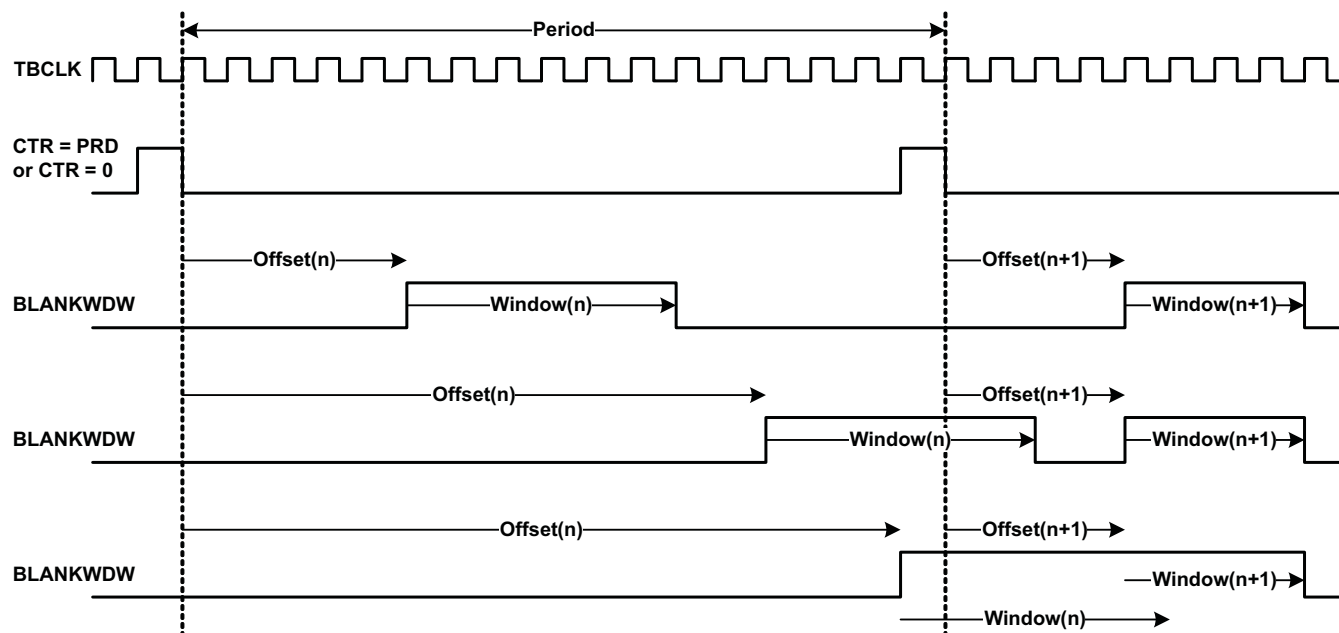 Period
TBCLK
CTR = PRD
or CTR = 0
Offset(n)
Offset(n+1)
BLANKWDW
Window(n)
Window(n+1)
Offset(n)
Offset(n+1)
BLANKWDW
Window(n)
Window(n+1)
Offset(n)
Offset(n+1)
BLANKWDW
Window(n+1)
Window(n)